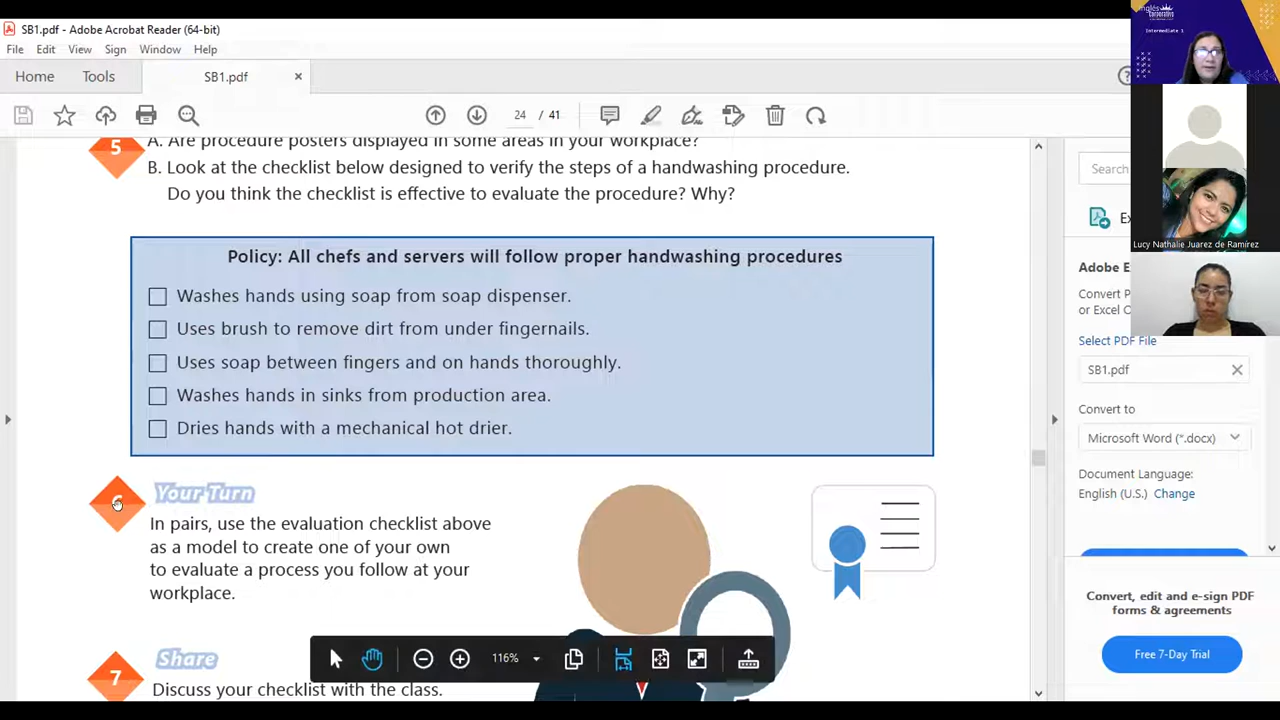 SB1.pdf - Adobe Acrobat Reader (64-bit)
File Edit View Sign Window Help
Home Tools SB1.pdf ×
24 / 41
5
A. Are procedure posters displayed in some areas in your workplace?
B. Look at the checklist below designed to verify the steps of a handwashing procedure.
Do you think the checklist is effective to evaluate the procedure? Why?
Policy: All chefs and servers will follow proper handwashing procedures
Washes hands using soap from soap dispenser.
Uses brush to remove dirt from under fingernails.
Uses soap between fingers and on hands thoroughly.
Washes hands in sinks from production area.
Dries hands with a mechanical hot drier.
6 Your Turn
In pairs, use the evaluation checklist above
as a model to create one of your own
to evaluate a process you follow at your
workplace.
7 Share
Discuss your checklist with the class.
116%
Search
Ex
Adobe E
Convert P
or Excel O
Select PDF File
SB1.pdf
Convert to
Microsoft Word (*.docx)
Document Language:
English (U.S.) Change
Convert, edit and e-sign PDF
forms & agreements
Free 7-Day Trial
Inglés
Corporativo
Intermediate 1
Lucy Nathalie Juarez de Ramírez